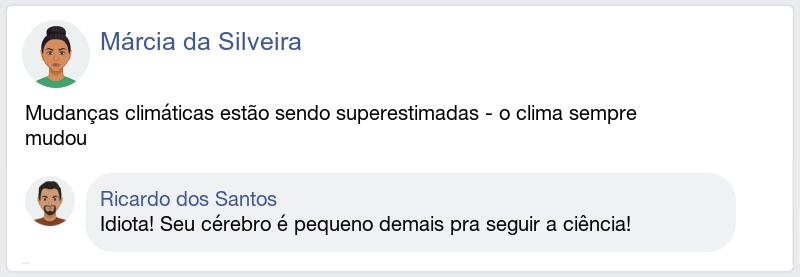 Márcia da Silveira
Mudanças climáticas estão sendo superestimadas - o clima sempre
mudou
Ricardo dos Santos
Idiota! Seu cérebro é pequeno demais pra seguir a ciência!